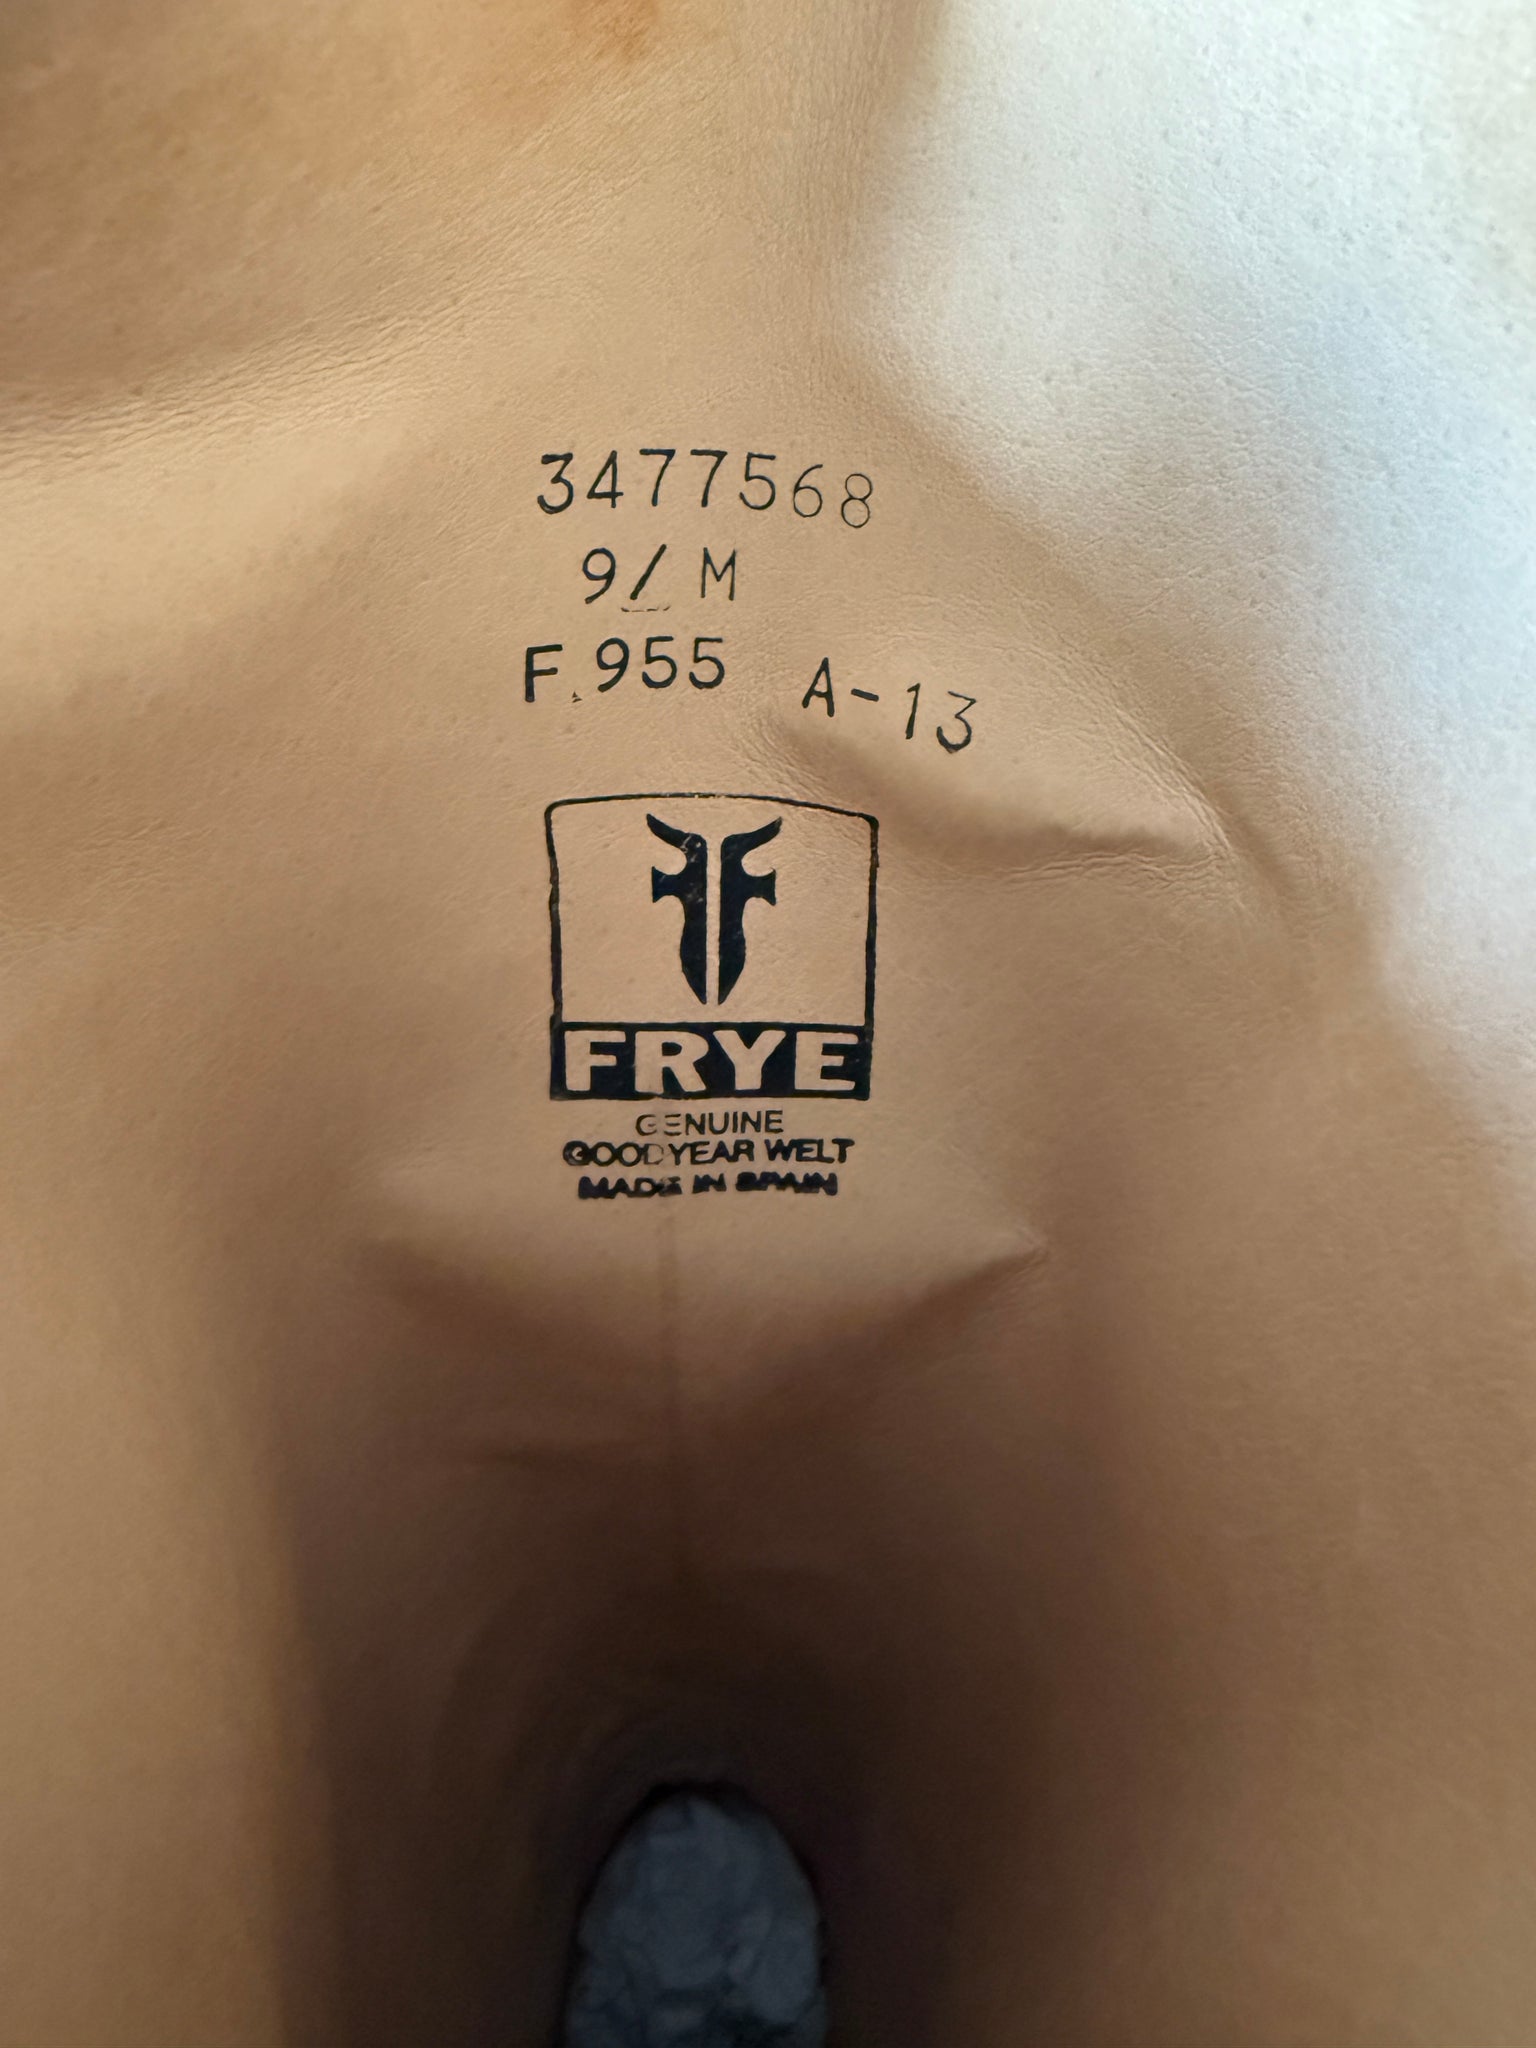 3477568
9/ M
F.955 A-13
FRYE
GENUINE
GOODYEAR WELT
MADE IN SPAIN